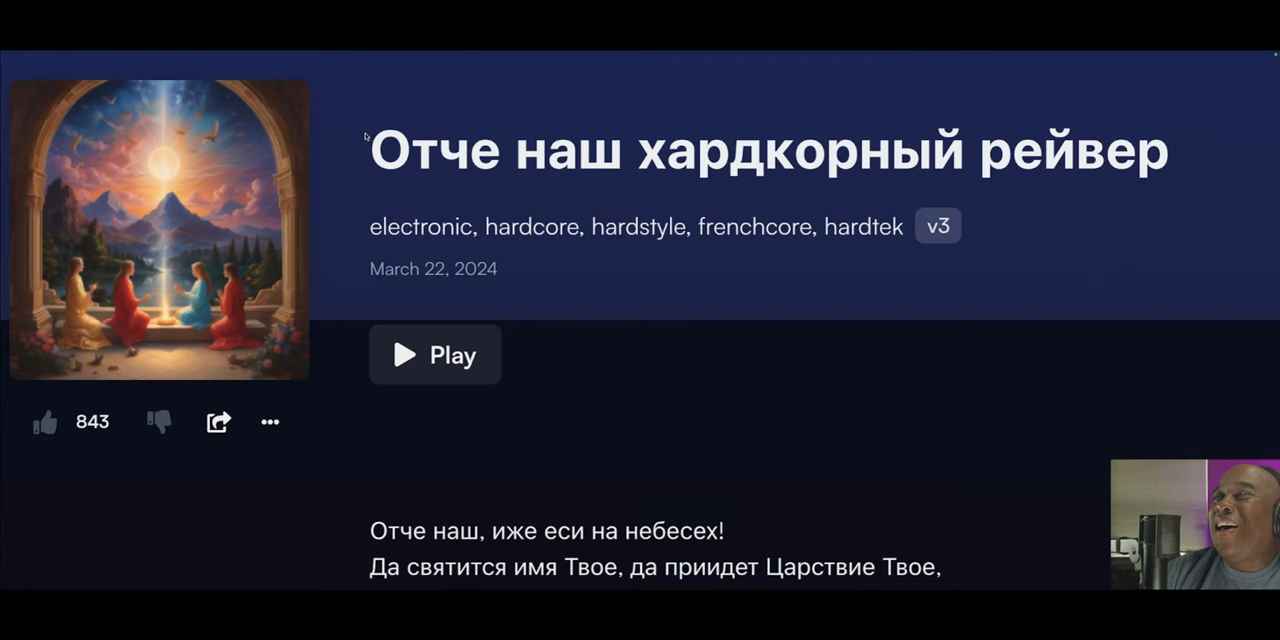 Отче наш хардкорный рейвер
electronic, hardcore, hardstyle, frenchcore, hardtek v3
March 22, 2024
Play
843
Отче наш, иже еси на небесех!
Да святится имя Твое, да приидет Царствие Твое,